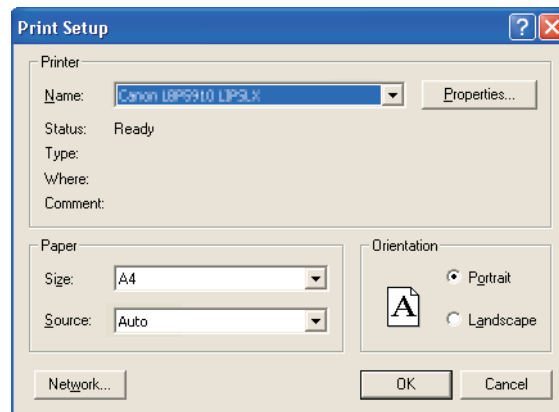 Print Setup
Printer
Name: Canon LBP5910 LIPSLX Properties...
Status: Ready
Type:
Where:
Comment:
Paper
Size: A4
Source: Auto
Orientation
A
Portrait
Landscape
Network...
OK Cancel